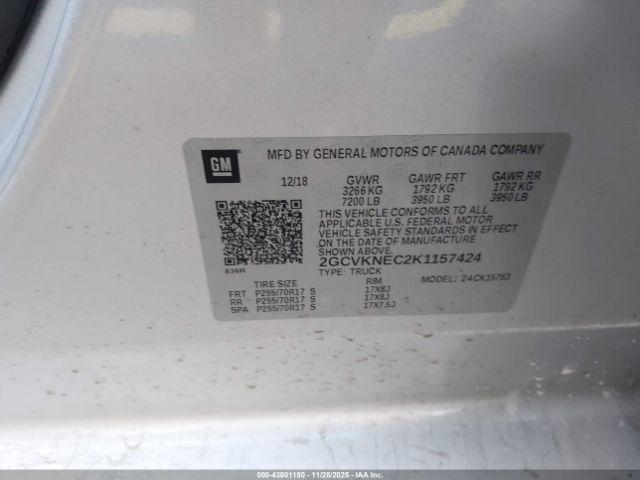 GM
MFD BY GENERAL MOTORS OF CANADA COMPANY
12/18 GVWR GAWR FRT GAWR RR
3266 KG 1792 KG 1792 KG
7200 LB 3950 LB 3950 LB
THIS VEHICLE CONFORMS TO ALL
APPLICABLE U.S. FEDERAL MOTOR
VEHICLE SAFETY STANDARDS IN EFFECT
ON THE DATE OF MANUFACTURE
SHOWN ABOVE.
2GCVKNEC2K1157424
TYPE: TRUCK MODEL: 24CK15753
636R
TIRE SIZE RIM
FRT P255/70R17 S 17X8J
RR P255/70R17 S 17X8J
SPA P255/70R17 S 17X7.5J
000-43801150 | 11/28/2025 | IAAI.COM